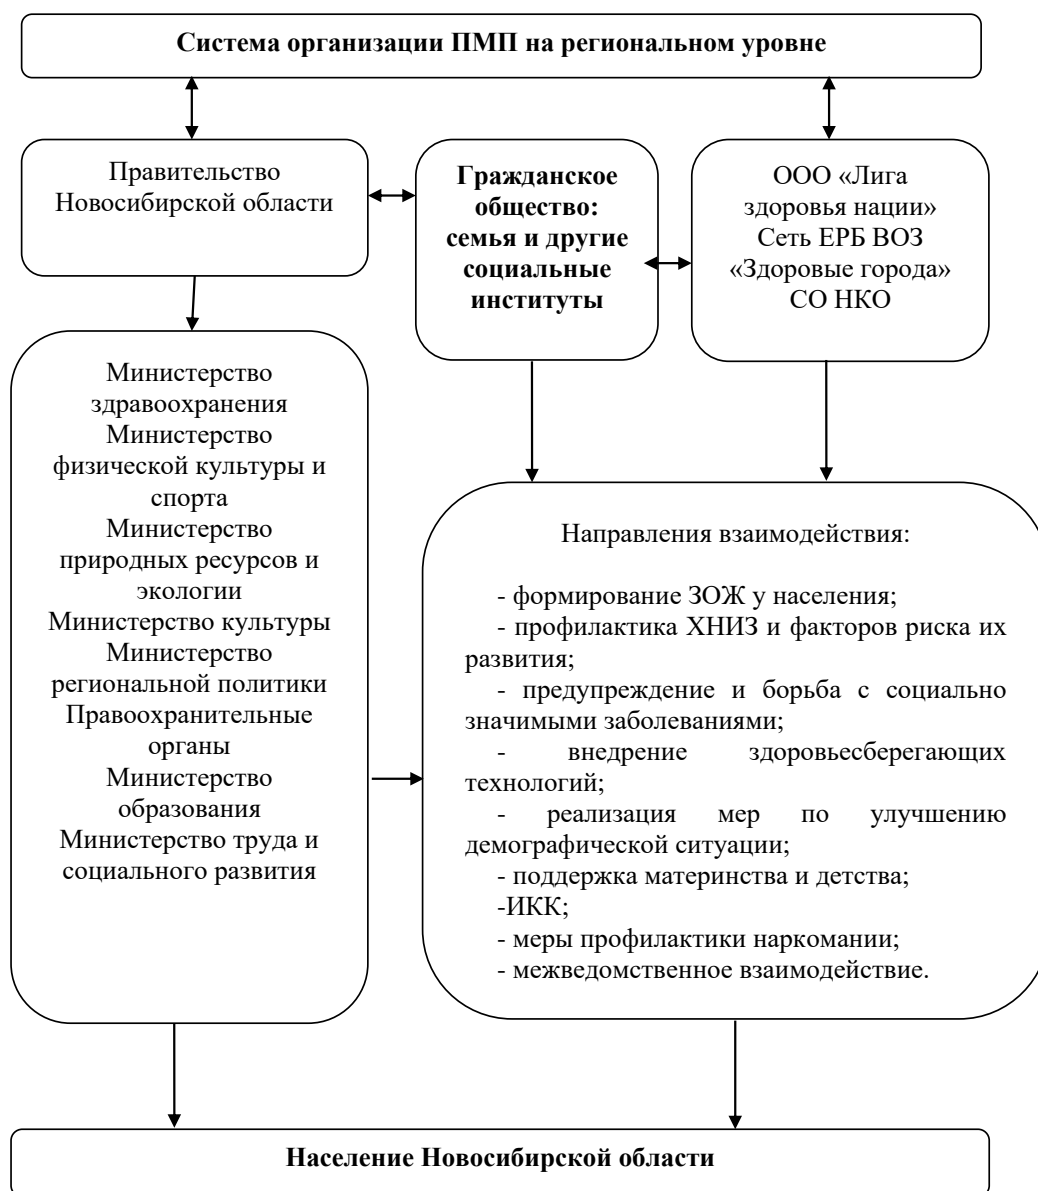 Система организации ПМП на региональном уровне
Правительство
Новосибирской области
Гражданское
общество:
семья и другие
социальные
институты
ООО «Лига
здоровья нации»
Сеть ЕРБ ВОЗ
«Здоровые города»
СО НКО
Министерство
здравоохранения
Министерство
физической культуры и
спорта
Министерство
природных ресурсов и
экологии
Министерство культуры
Министерство
региональной политики
Правоохранительные
органы
Министерство
образования
Министерство труда и
социального развития
Направления взаимодействия:
- формирование ЗОЖ у населения;
- профилактика ХНИЗ и факторов риска их
развития;
- предупреждение и борьба с социально
значимыми заболеваниями;
- внедрение здоровьесберегающих
технологий;
- реализация мер по улучшению
демографической ситуации;
- поддержка материнства и детства;
-ИКК;
- меры профилактики наркомании;
- межведомственное взаимодействие.
Население Новосибирской области